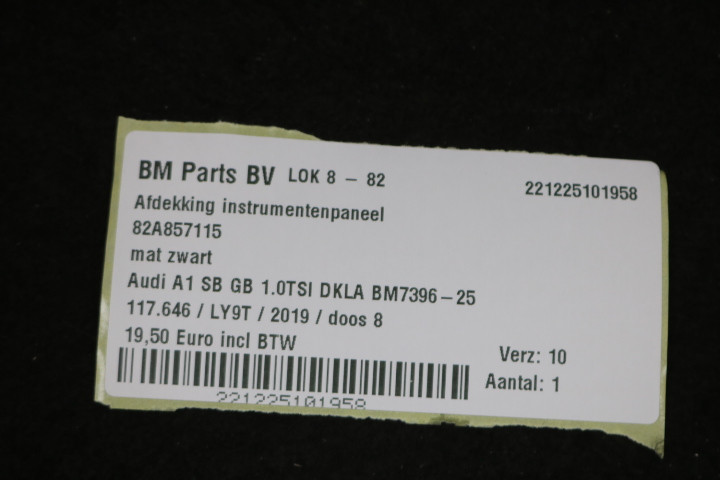 BM Parts BV LOK 8 – 82 221225101958
Afdekking instrumentenpaneel
82A857115
mat zwart
Audi A1 SB GB 1.0TSI DKLA BM7396–25
117.646 / LY9T / 2019 / doos 8
19,50 Euro incl BTW
Verz: 10
Aantal: 1
221225101958